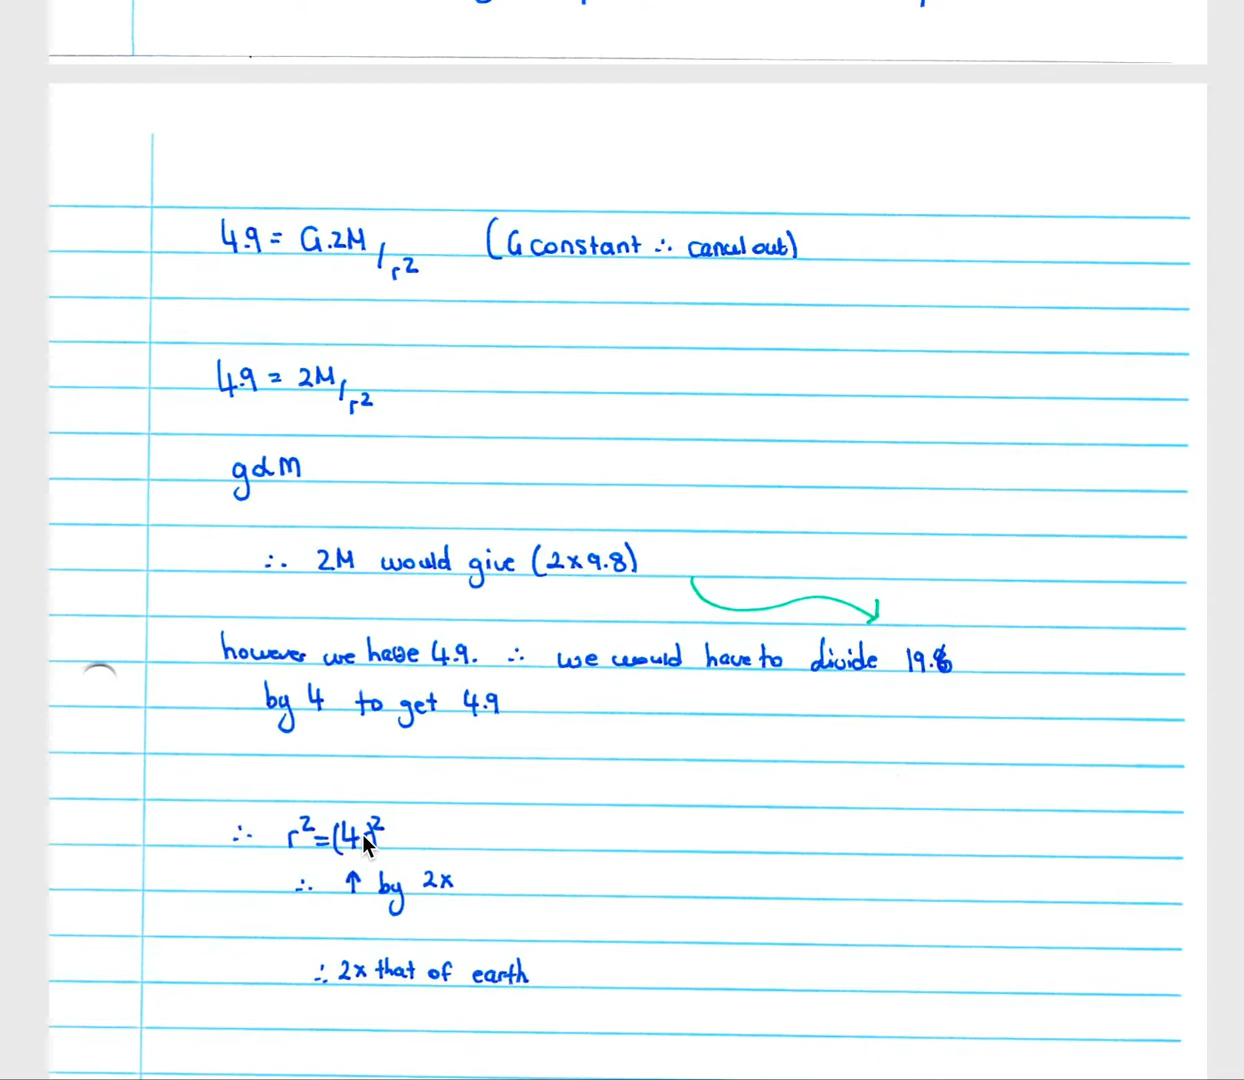 4.9 = G.2M/r² (G constant ∴ cancel out)
4.9 = 2M/r²
g∝M
∴ 2M would give (2×9.8)
however we have 4.9. ∴ we would have to divide 19.6
by 4 to get 4.9
∴ r²=(4)²
∴ ↑ by 2x
∴ 2x that of earth